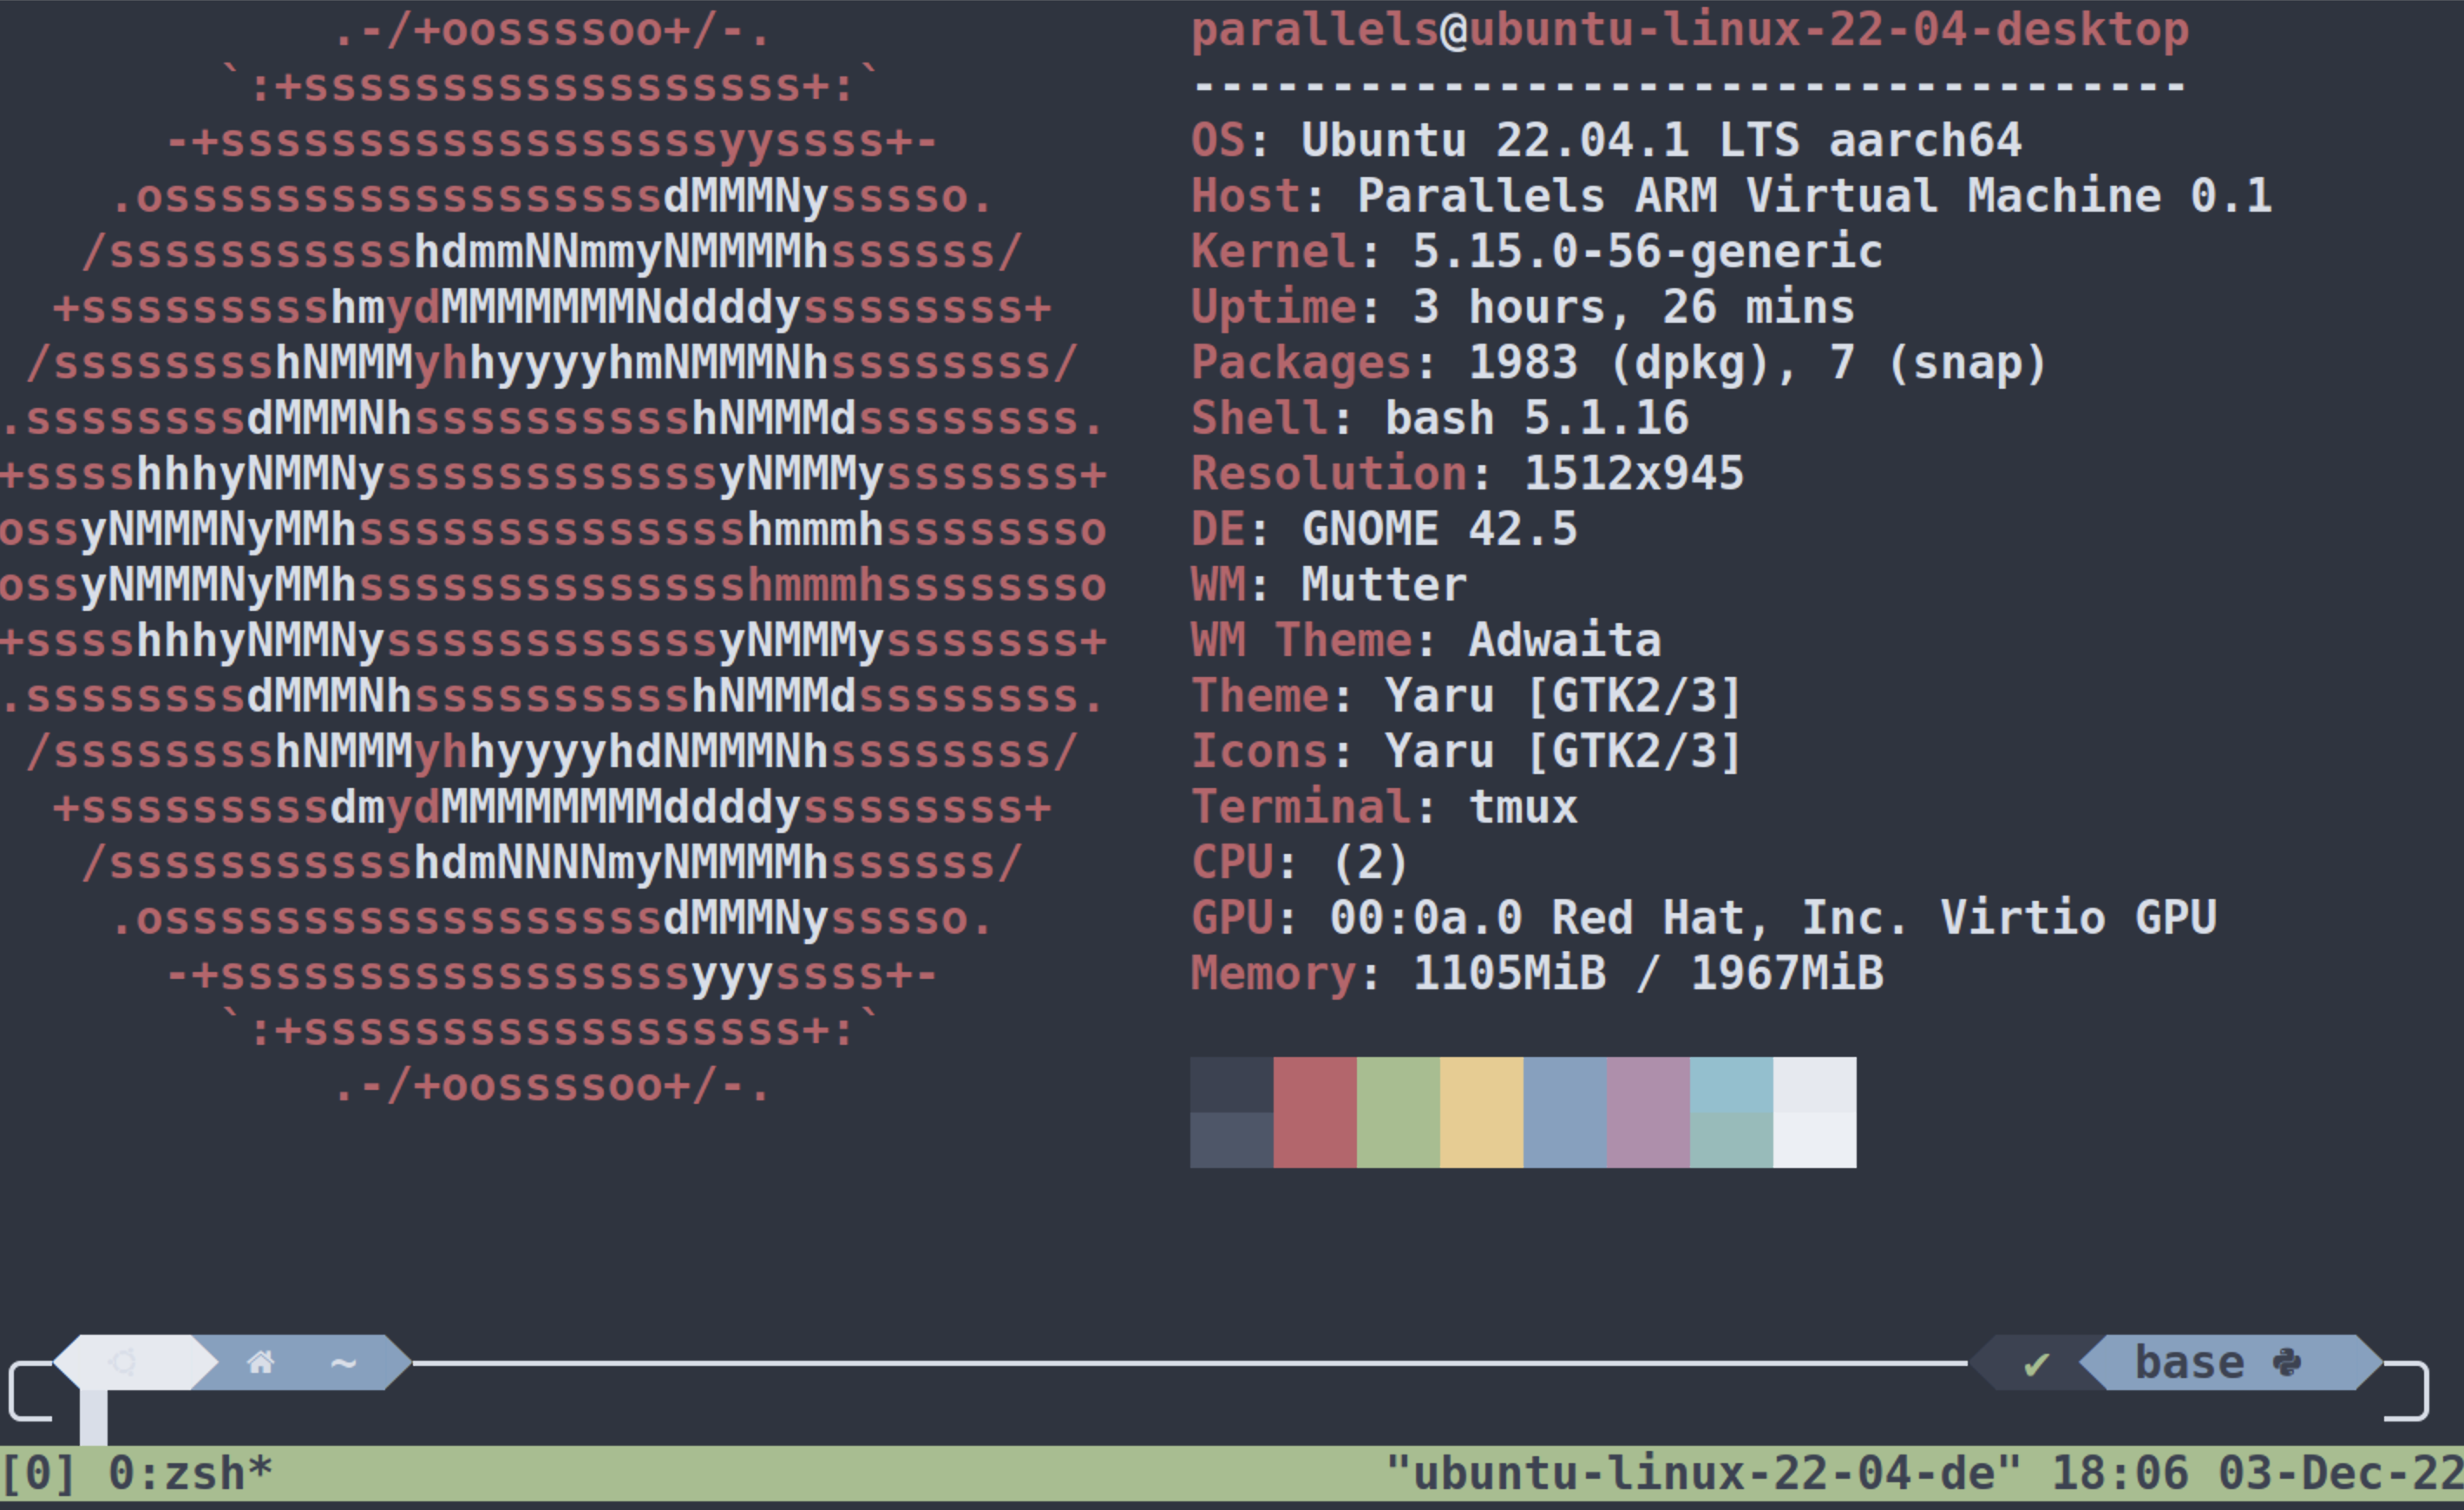 .-/+oossssoo+/-.
`:+ssssssssssssssssss+:`
-+ssssssssssssssssssyyssss+-
.ossssssssssssssssssdMMMNysssso.
/ssssssssssshdmmNNmmyNMMMMhssssss/
+ssssssssshmydMMMMMMMNddddyssssssss+
/sssssssshNMMMyhhyyyyhmNMMMNhssssssss/
.ssssssssdMMMNhsssssssssshNMMMdssssssss.
+sssshhhyNMMNyssssssssssssyNMMMysssssss+
ossyNMMMNyMMhsssssssssssssshmmmhssssssso
ossyNMMMNyMMhsssssssssssssshmmmhssssssso
+sssshhhyNMMNyssssssssssssyNMMMysssssss+
.ssssssssdMMMNhsssssssssshNMMMdssssssss.
/sssssssshNMMMyhhyyyyhdNMMMNhssssssss/
+sssssssssdmydMMMMMMMMddddyssssssss+
/ssssssssssshdmNNNNmyNMMMMhssssss/
.ossssssssssssssssssdMMMNysssso.
-+sssssssssssssssssyyyssss+-
`:+ssssssssssssssssss+:`
.-/+oossssoo+/-.
parallels@ubuntu-linux-22-04-desktop
------------------------------------
OS: Ubuntu 22.04.1 LTS aarch64
Host: Parallels ARM Virtual Machine 0.1
Kernel: 5.15.0-56-generic
Uptime: 3 hours, 26 mins
Packages: 1983 (dpkg), 7 (snap)
Shell: bash 5.1.16
Resolution: 1512x945
DE: GNOME 42.5
WM: Mutter
WM Theme: Adwaita
Theme: Yaru [GTK2/3]
Icons: Yaru [GTK2/3]
Terminal: tmux
CPU: (2)
GPU: 00:0a.0 Red Hat, Inc. Virtio GPU
Memory: 1105MiB / 1967MiB
~ ✔ base
[0] 0:zsh* "ubuntu-linux-22-04-de" 18:06 03-Dec-22